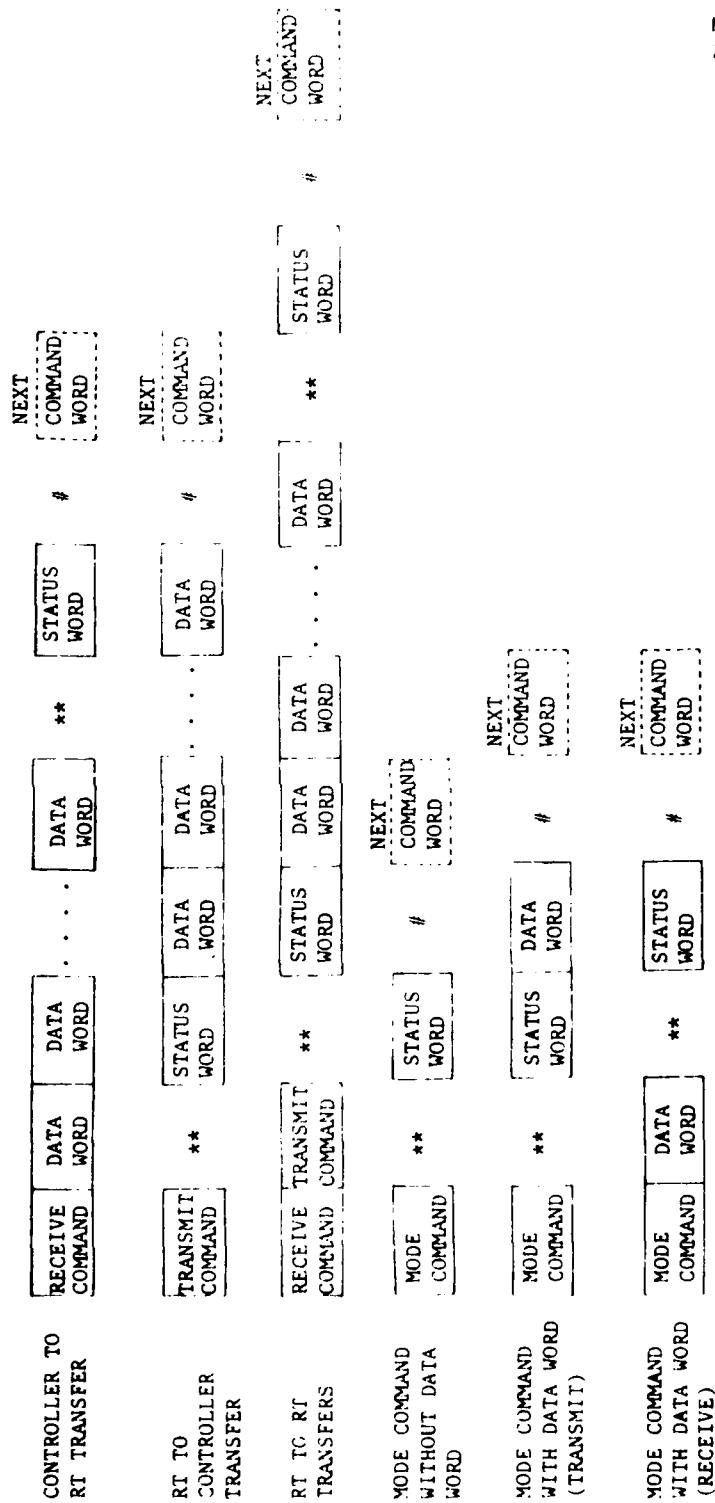 CONTROLLER TO
RT TRANSFER
RECEIVE
COMMAND
DATA
WORD
DATA
WORD
. . . .
DATA
WORD
**
STATUS
WORD
#
NEXT
COMMAND
WORD
RT TO
CONTROLLER
TRANSFER
TRANSMIT
COMMAND
**
STATUS
WORD
DATA
WORD
DATA
WORD
. . . .
DATA
WORD
#
NEXT
COMMAND
WORD
RT TO RT
TRANSFERS
RECEIVE
COMMAND
TRANSMIT
COMMAND
**
STATUS
WORD
DATA
WORD
DATA
WORD
. . . .
DATA
WORD
**
STATUS
WORD
#
NEXT
COMMAND
WORD
MODE COMMAND
WITHOUT DATA
WORD
MODE
COMMAND
**
STATUS
WORD
#
NEXT
COMMAND
WORD
MODE COMMAND
WITH DATA WORD
(TRANSMIT)
MODE
COMMAND
**
STATUS
WORD
DATA
WORD
#
NEXT
COMMAND
WORD
MODE COMMAND
WITH DATA WORD
(RECEIVE)
MODE
COMMAND
DATA
WORD
**
STATUS
WORD
#
NEXT
COMMAND
WORD